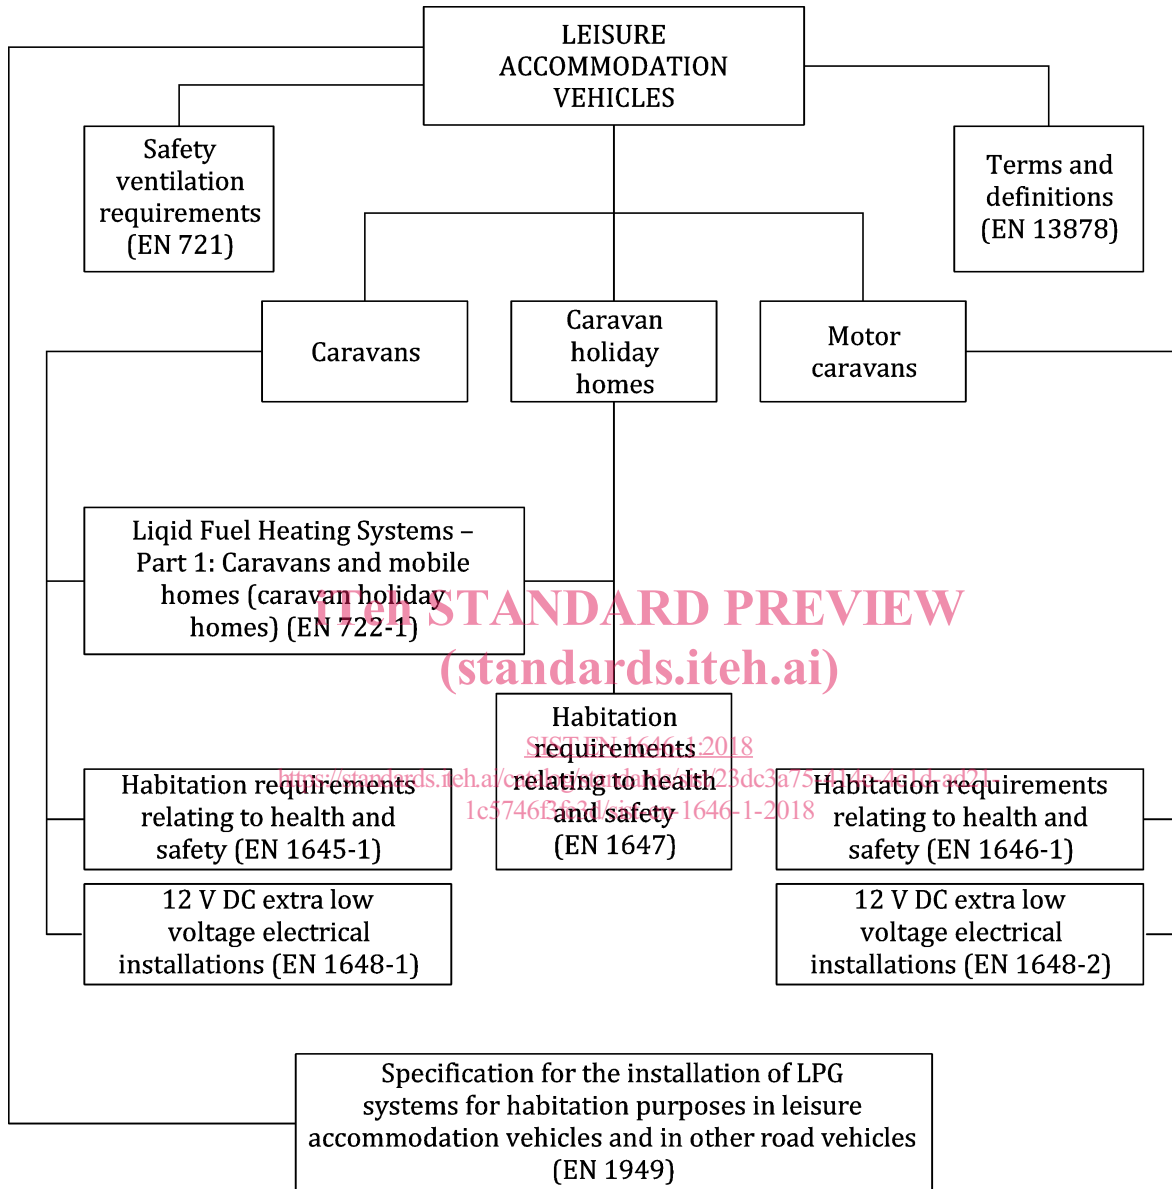 LEISURE
ACCOMMODATION
VEHICLES
Safety
ventilation
requirements
(EN 721)
Terms and
definitions
(EN 13878)
Caravans
Caravan
holiday
homes
Motor
caravans
Liqid Fuel Heating Systems –
Part 1: Caravans and mobile
homes (caravan holiday
homes) (EN 722-1)
iTeh STANDARD PREVIEW
(standards.iteh.ai)
Habitation
requirements
relating to health
and safety
(EN 1647)
SIST EN 1646-1:2018
1c5746f3fc3d/sist-en-1646-1-2018
Habitation requirements
relating to health and
safety (EN 1645-1)
Habitation requirements
relating to health and
safety (EN 1646-1)
12 V DC extra low
voltage electrical
installations (EN 1648-1)
12 V DC extra low
voltage electrical
installations (EN 1648-2)
Specification for the installation of LPG
systems for habitation purposes in leisure
accommodation vehicles and in other road vehicles
(EN 1949)